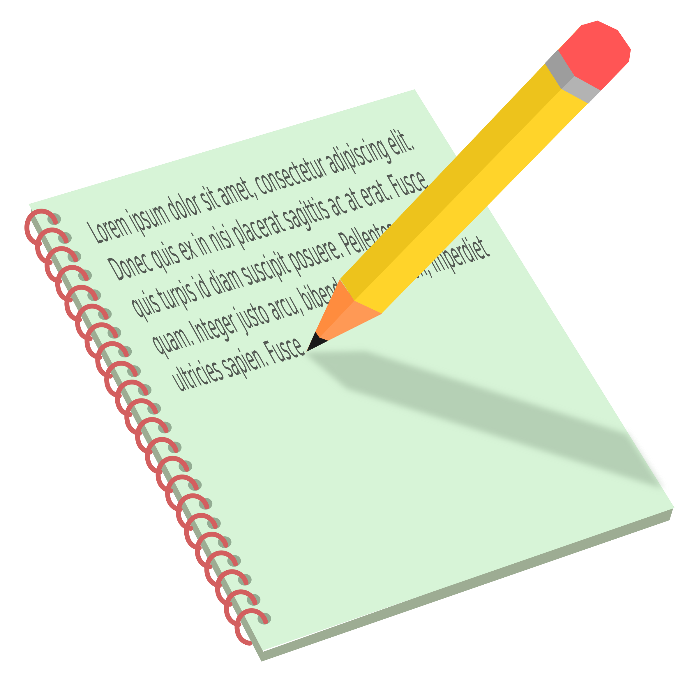 Lorem ipsum dolor sit amet, consectetur adipiscing elit.
Donec quis ex in nisi placerat sagittis ac at erat. Fusce
quis turpis id diam suscipit posuere.
quam. Integer justo arcu, imperdiet
ultricies sapien. Fusce